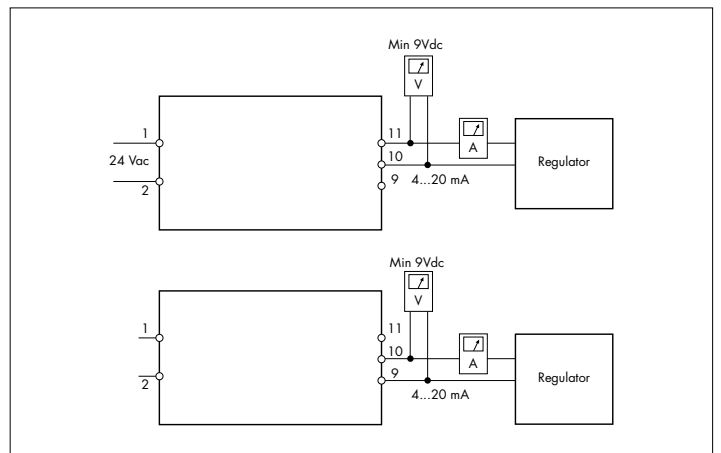 Min 9Vdc
V
1
11
A
24 Vac
10
Regulator
2
9
4...20 mA
Min 9Vdc
V
1
11
10
A
2
9
Regulator
4...20 mA